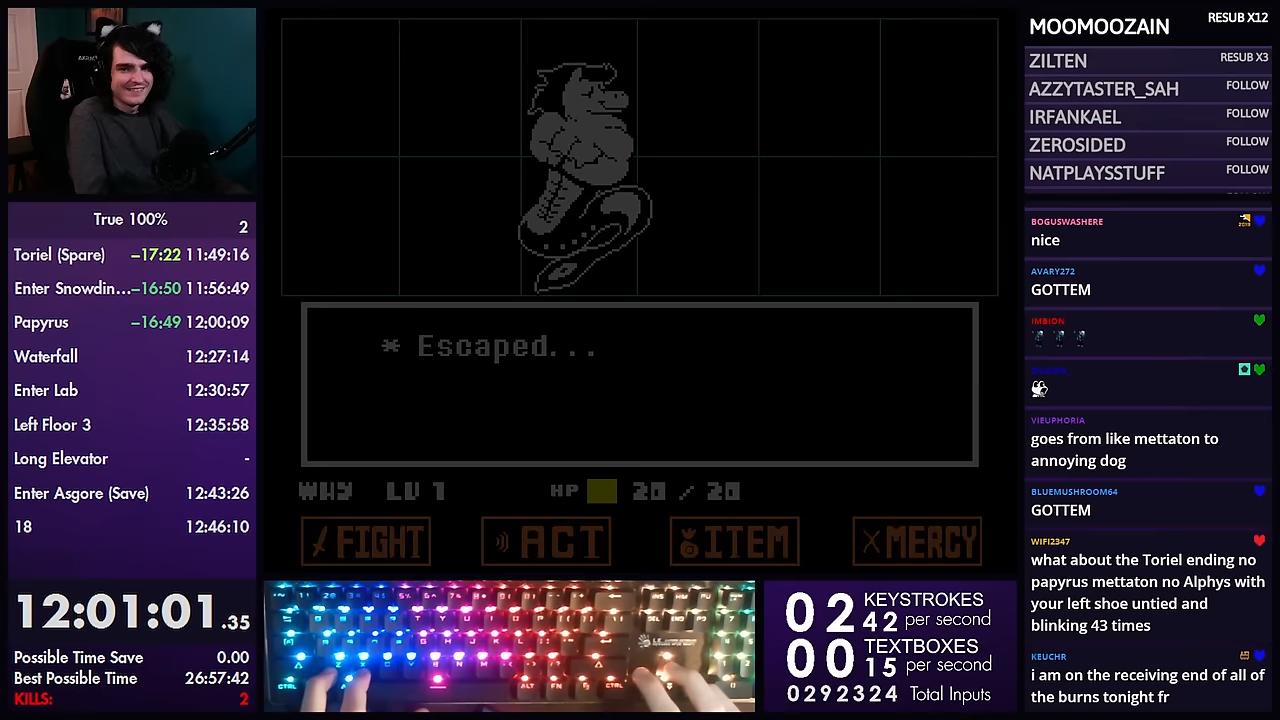 True 100%
2
Toriel (Spare) −17:22 11:49:16
Enter Snowdin... −16:50 11:56:49
Papyrus −16:49 12:00:09
Waterfall 12:27:14
Enter Lab 12:30:57
Left Floor 3 12:35:58
Long Elevator -
Enter Asgore (Save) 12:43:26
18 12:46:10
12:01:01.35
Possible Time Save 0.00
Best Possible Time 26:57:42
KILLS: 2
* Escaped...
WHY LV 1 HP 20 / 20
FIGHT ACT ITEM MERCY
02 42 KEYSTROKES per second
00 15 TEXTBOXES per second
0292324 Total Inputs
MOOMOOZAIN RESUB X12
ZILTEN RESUB X3
AZZYTASTER_SAH FOLLOW
IRFANKAEL FOLLOW
ZEROSIDED FOLLOW
NATPLAYSSTUFF FOLLOW
BOGUSWASHERE
nice
AVARY272
GOTTEM
IMBION
VIEUPHORIA
goes from like mettaton to
annoying dog
BLUEMUSHROOM64
GOTTEM
WIFI2347
what about the Toriel ending no
papyrus mettaton no Alphys with
your left shoe untied and
blinking 43 times
KEUCHR
i am on the receiving end of all of
the burns tonight fr